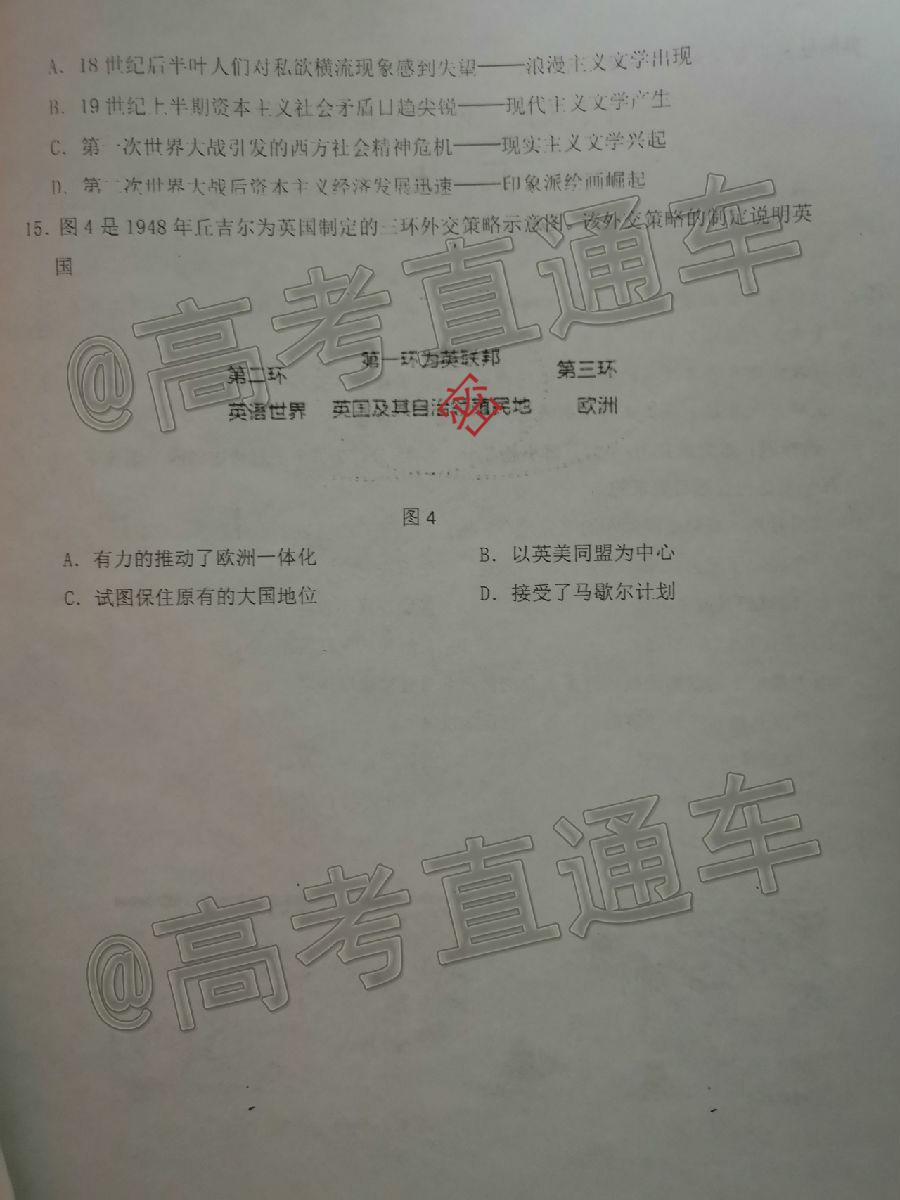 A. 18世纪后半叶人们对私欲横流现象感到失望——浪漫主义文学出现
B. 19世纪上半期资本主义社会矛盾日趋尖锐——现代主义文学产生
C. 第一次世界大战引发的西方社会精神危机——现实主义文学兴起
D. 第二次世界大战后资本主义经济发展迅速——印象派绘画崛起
15. 图4是1948年丘吉尔为英国制定的三环外交策略示意图。该外交策略的制定说明英
国
@高考直通车
第二环 第一环为英联邦 第三环
英语世界 英国及其自治 殖民地 欧洲
密
图4
A. 有力的推动了欧洲一体化 B. 以英美同盟为中心
C. 试图保住原有的大国地位 D. 接受了马歇尔计划
@高考直通车